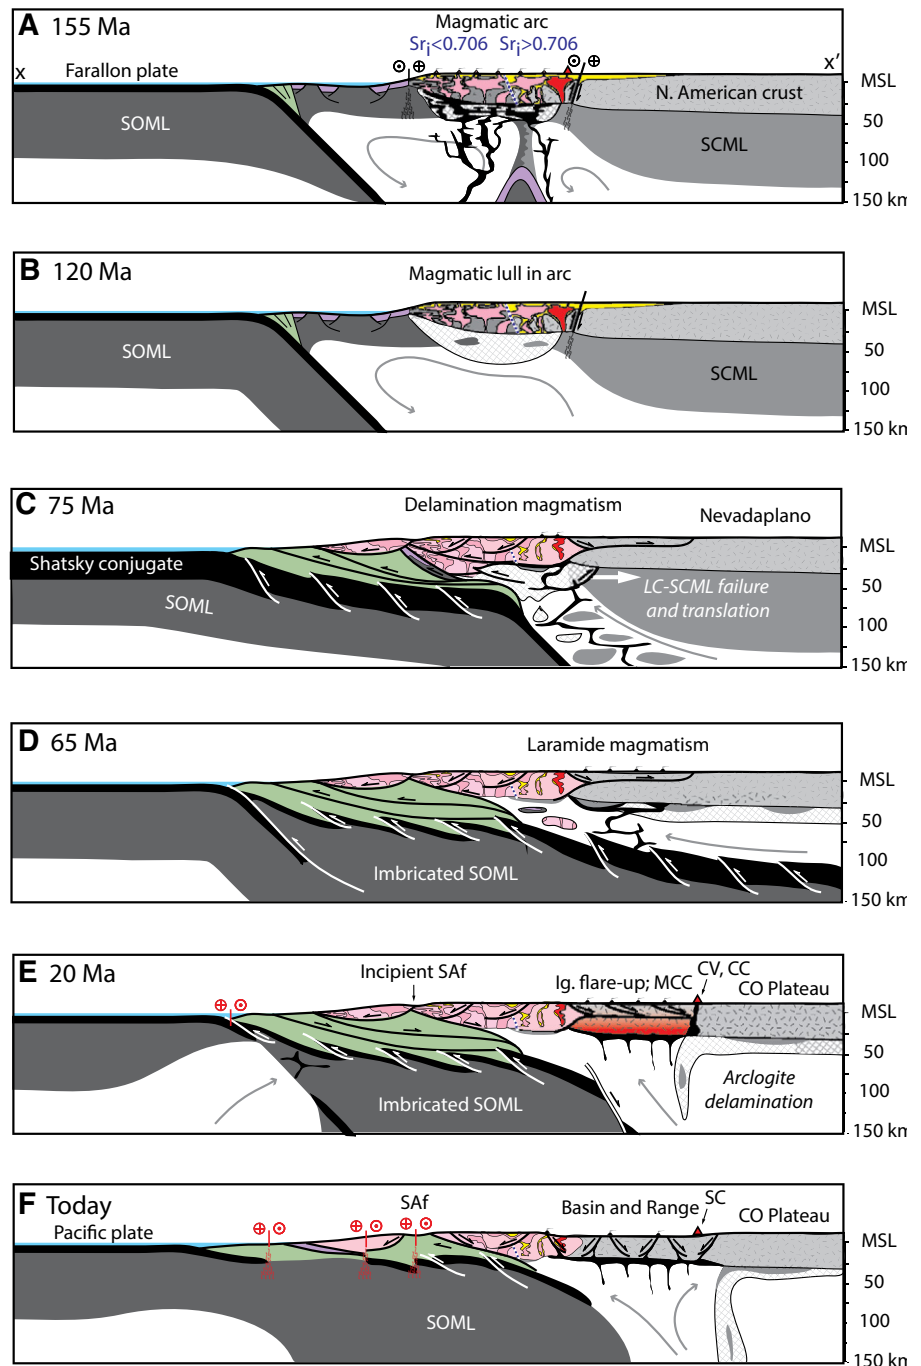 A 155 Ma
Magmatic arc
Sri<0.706 Sri>0.706
x
x′
Farallon plate
SOML
N. American crust
SCML
MSL
50
100
150 km
B 120 Ma
Magmatic lull in arc
SOML
SCML
MSL
50
100
150 km
C 75 Ma
Delamination magmatism
Nevadaplano
Shatsky conjugate
SOML
LC-SCML failure
and translation
MSL
50
100
150 km
D 65 Ma
Laramide magmatism
Imbricated SOML
MSL
50
100
150 km
E 20 Ma
Incipient SAf
Ig. flare-up; MCC
CV, CC
CO Plateau
Imbricated SOML
Arclogite
delamination
MSL
50
100
150 km
F Today
Pacific plate
SAf
Basin and Range
SC
CO Plateau
SOML
MSL
50
100
150 km